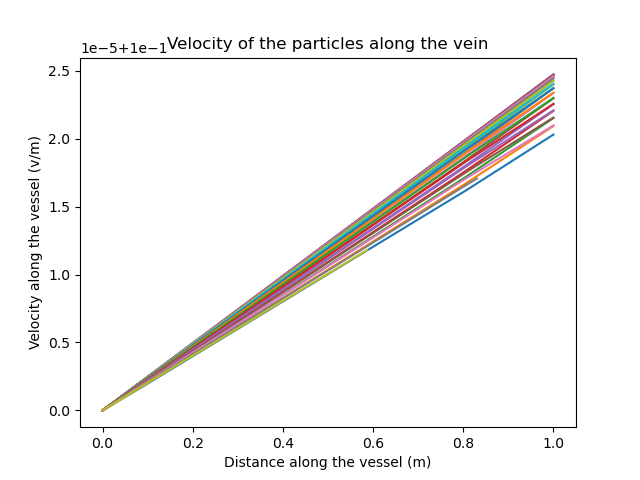 1e−5+1e−1
Velocity of the particles along the vein
2.5
2.0
1.5
1.0
0.5
0.0
Velocity along the vessel (v/m)
0.0 0.2 0.4 0.6 0.8 1.0
Distance along the vessel (m)